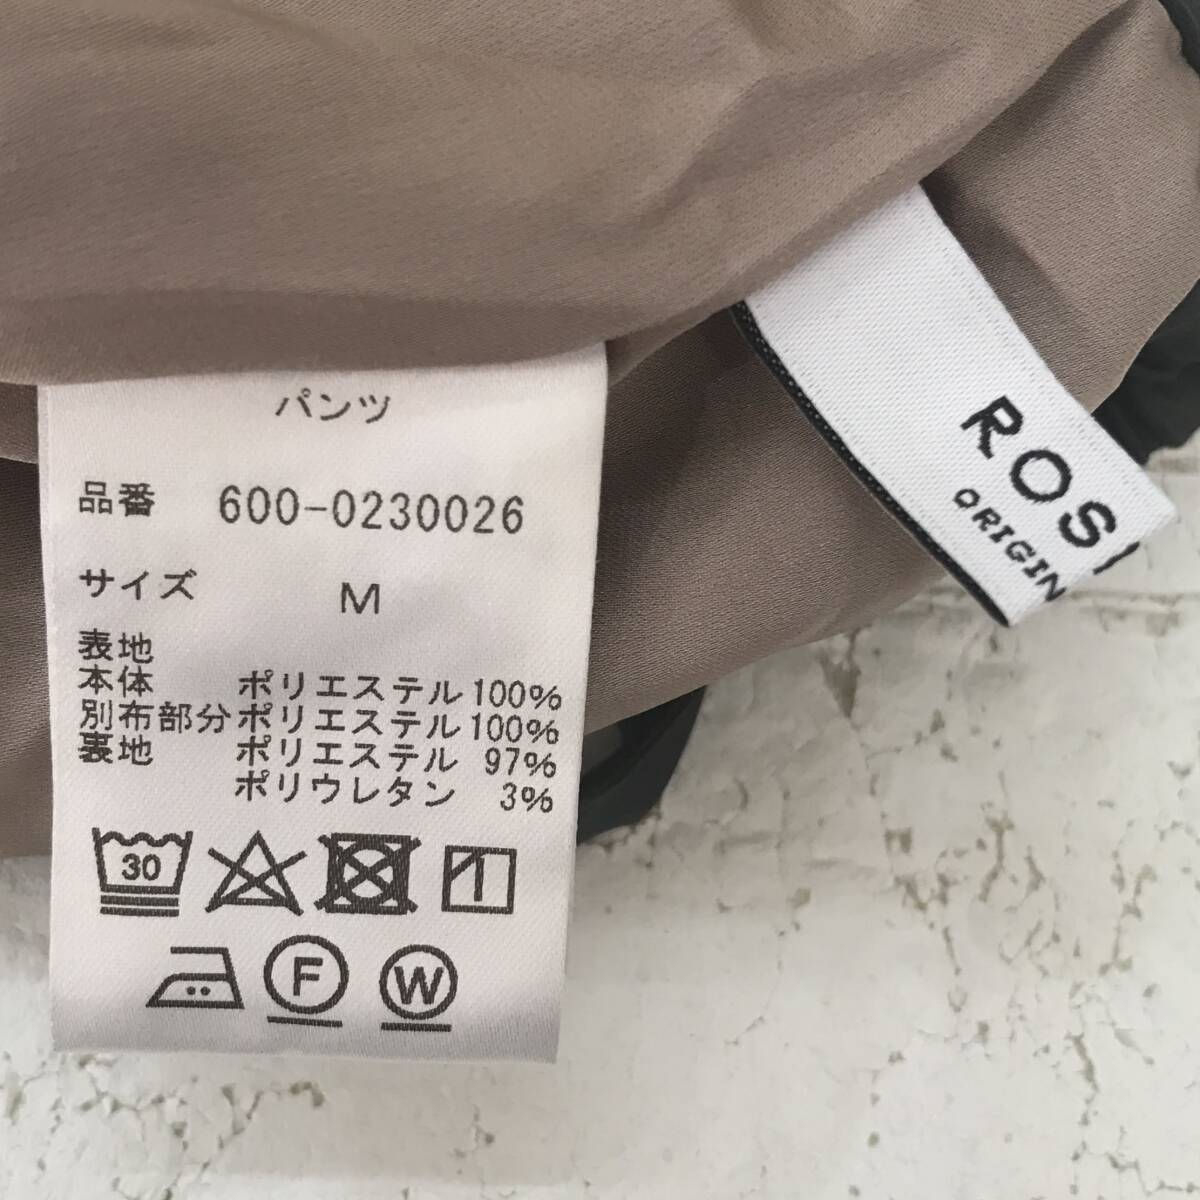 パンツ
品番 600-0230026
サイズ M
表地
本体 ポリエステル 100%
別布部分 ポリエステル 100%
裏地 ポリエステル 97%
ポリウレタン 3%
30
F
W
ROS
ORIGIN